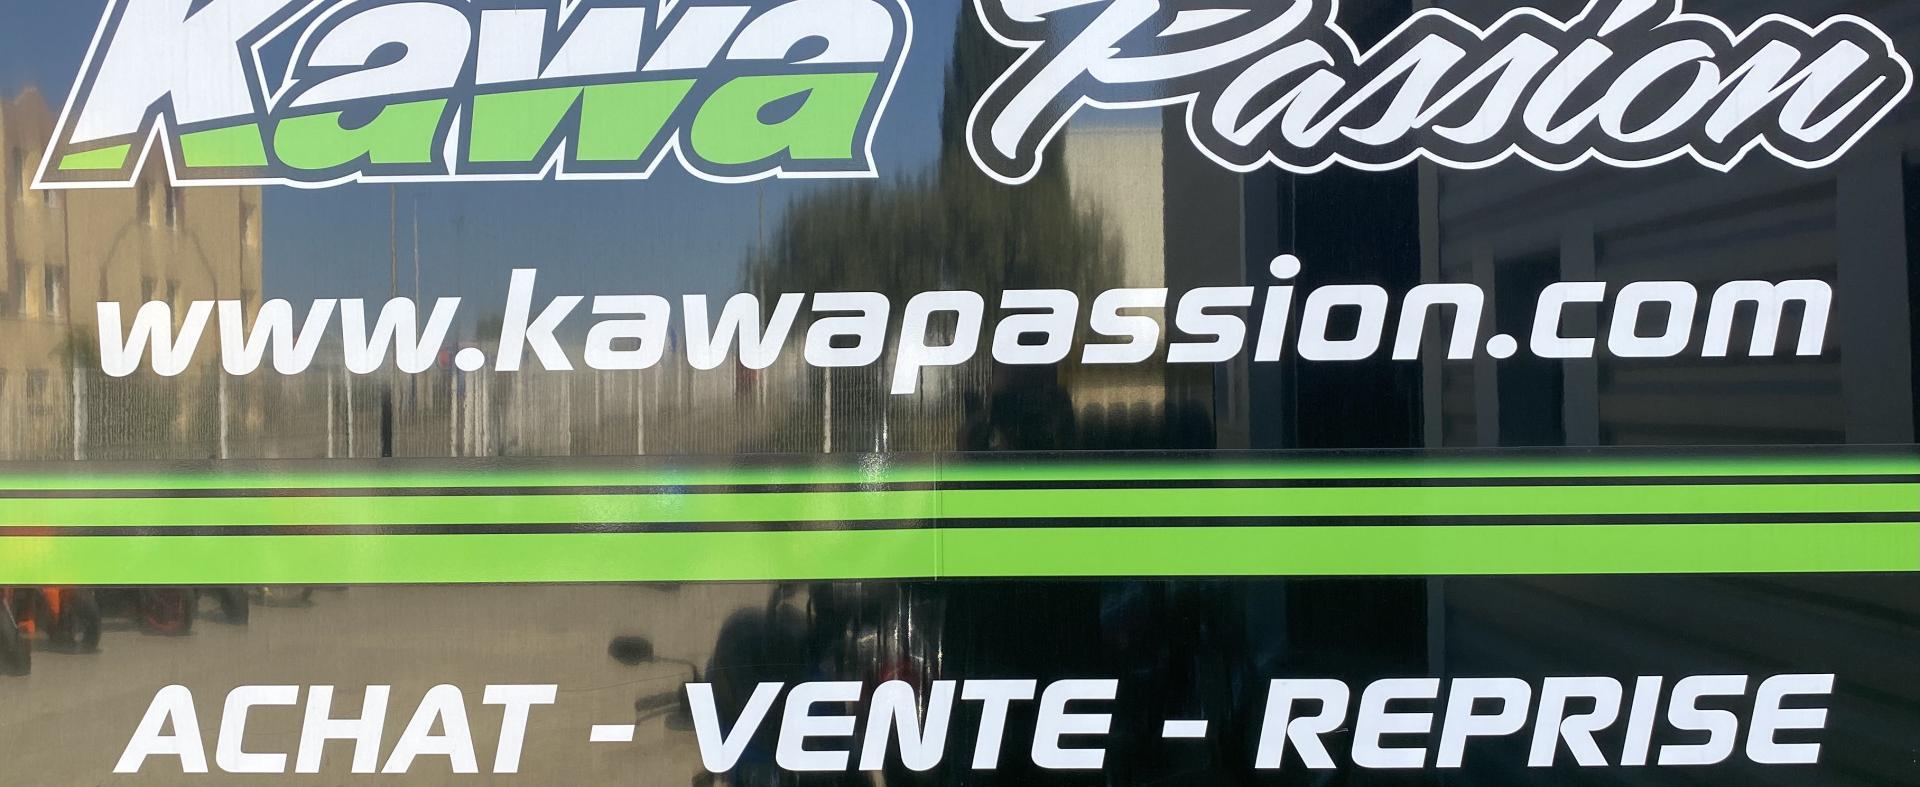 Kawa Passion
www.kawapassion.com
ACHAT - VENTE - REPRISE